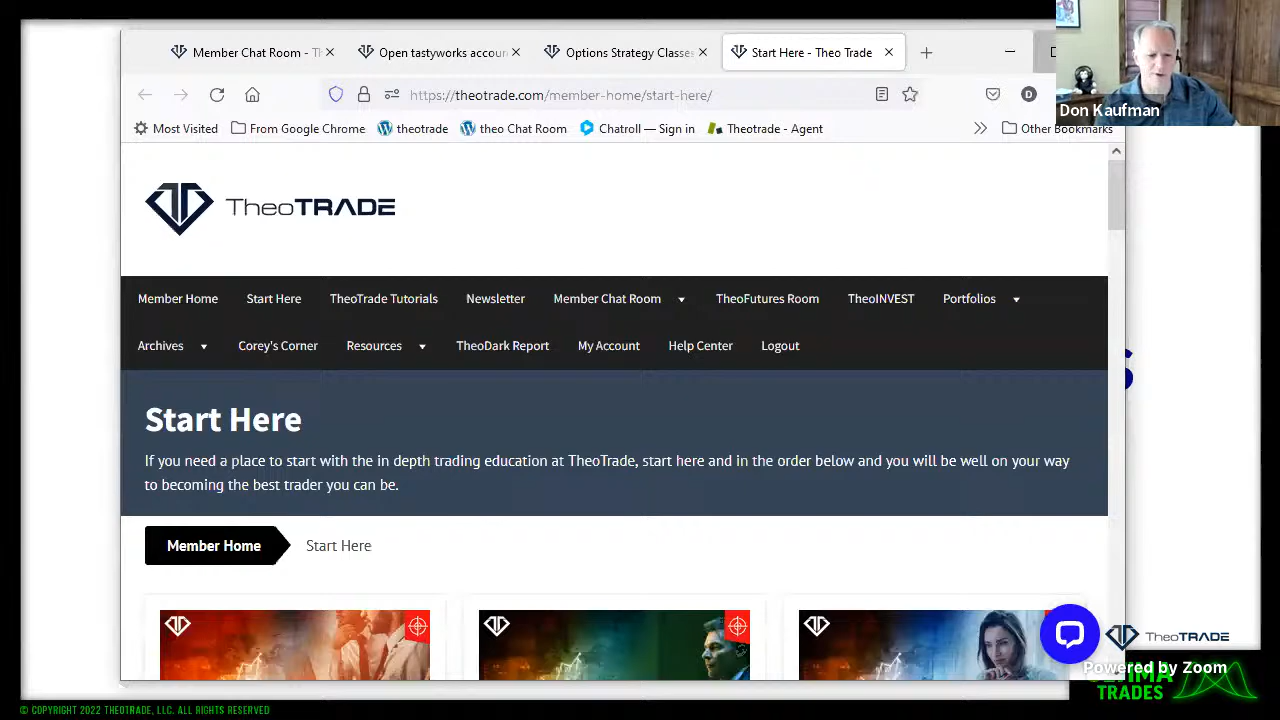 Member Chat Room - Th
Open tastyworks accoun
Options Strategy Classes
Start Here - Theo Trade
.theotrade.com/member-home/start-here/
Don Kaufman
Most Visited
From Google Chrome
theotrade
theo Chat Room
Chatroll — Sign in
Theotrade - Agent
Other Bookmarks
TheoTRADE
Member Home
Start Here
TheoTrade Tutorials
Newsletter
Member Chat Room
TheoFutures Room
TheoINVEST
Portfolios
Archives
Corey's Corner
Resources
TheoDark Report
My Account
Help Center
Logout
Start Here
If you need a place to start with the in depth trading education at TheoTrade, start here and in the order below and you will be well on your way
to becoming the best trader you can be.
Member Home
Start Here
TheoTRADE
Powered by Zoom
TRADES
© COPYRIGHT 2022 THEOTRADE, LLC. ALL RIGHTS RESERVED